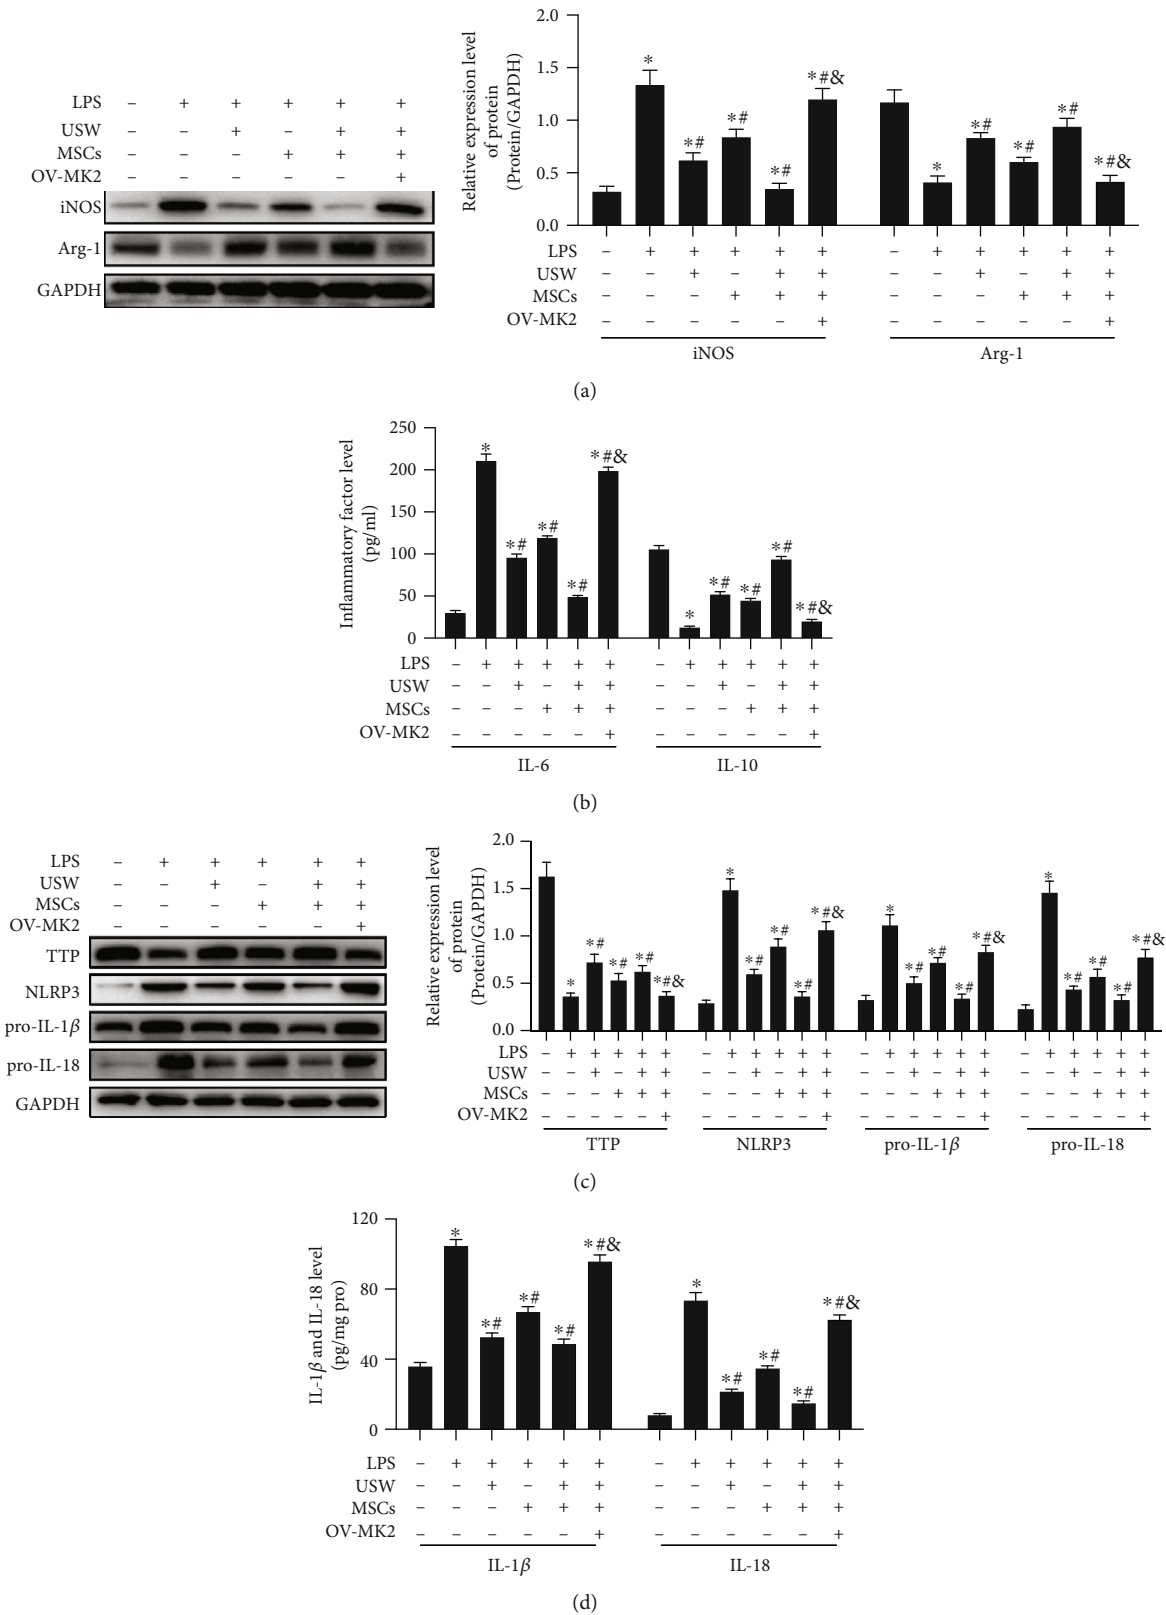 LPS – + + + + +
USW – – + – + +
MSCs – – – + + +
OV-MK2 – – – – – +
iNOS
Arg-1
GAPDH
Relative expression level
of protein
(Protein/GAPDH)
2.0
1.5
1.0
0.5
0.0
* *# *# *# *#& * *# *# *# *#&
LPS – + + + + + – + + + + +
USW – – + – + + – – + – + +
MSCs – – – + + + – – – + + +
OV-MK2 – – – – – + – – – – – +
iNOS Arg-1
(a)
Inflammatory factor level
(pg/ml)
250
200
150
100
50
0
* *# *# *# *#& * *# *# *# *#&
LPS – + + + + + – + + + + +
USW – – + – + + – – + – + +
MSCs – – – + + + – – – + + +
OV-MK2 – – – – – + – – – – – +
IL-6 IL-10
(b)
LPS – + + + + +
USW – – + – + +
MSCs – – – + + +
OV-MK2 – – – – – +
TTP
NLRP3
pro-IL-1β
pro-IL-18
GAPDH
Relative expression level
of protein
(Protein/GAPDH)
2.0
1.5
1.0
0.5
0.0
* *# *# *# *#& * *# *# *# *#& * *# *# *# *#& * *# *# *# *#&
LPS – + + + + + – + + + + + – + + + + + – + + + + +
USW – – + – + + – – + – + + – – + – + + – – + – + +
MSCs – – – + + + – – – + + + – – – + + + – – – + + +
OV-MK2 – – – – – + – – – – – + – – – – – + – – – – – +
TTP NLRP3 pro-IL-1β pro-IL-18
(c)
IL-1β and IL-18 level
(pg/mg pro)
120
80
40
0
* *# *# *# *#& * *# *# *# *#&
LPS – + + + + + – + + + + +
USW – – + – + + – – + – + +
MSCs – – – + + + – – – + + +
OV-MK2 – – – – – + – – – – – +
IL-1β IL-18
(d)